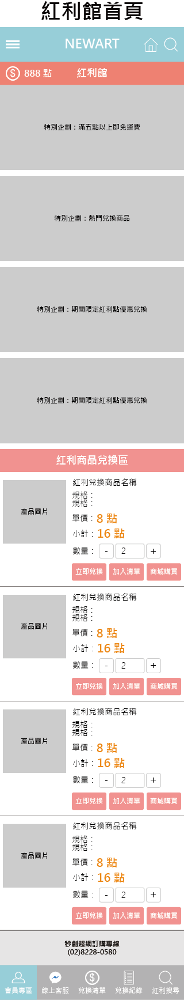 紅利館首頁
NEWART
888 點
紅利館
特別企劃：滿五點以上即免運費
特別企劃：熱門兌換商品
特別企劃：期間限定紅利點優惠兌換
特別企劃：期間限定紅利點優惠兌換
紅利商品兌換區
產品圖片
紅利兌換商品名稱
規格：
規格：
單價：8 點
小計：16 點
數量： - 2 +
立即兌換 加入清單 商城購買
產品圖片
紅利兌換商品名稱
規格：
規格：
單價：8 點
小計：16 點
數量： - 2 +
立即兌換 加入清單 商城購買
產品圖片
紅利兌換商品名稱
規格：
規格：
單價：8 點
小計：16 點
數量： - 2 +
立即兌換 加入清單 商城購買
產品圖片
紅利兌換商品名稱
規格：
規格：
單價：8 點
小計：16 點
數量： - 2 +
立即兌換 加入清單 商城購買
秒創超網訂購專線
(02)8228-0580
會員專區 線上客服 兌換清單 兌換紀錄 紅利搜尋